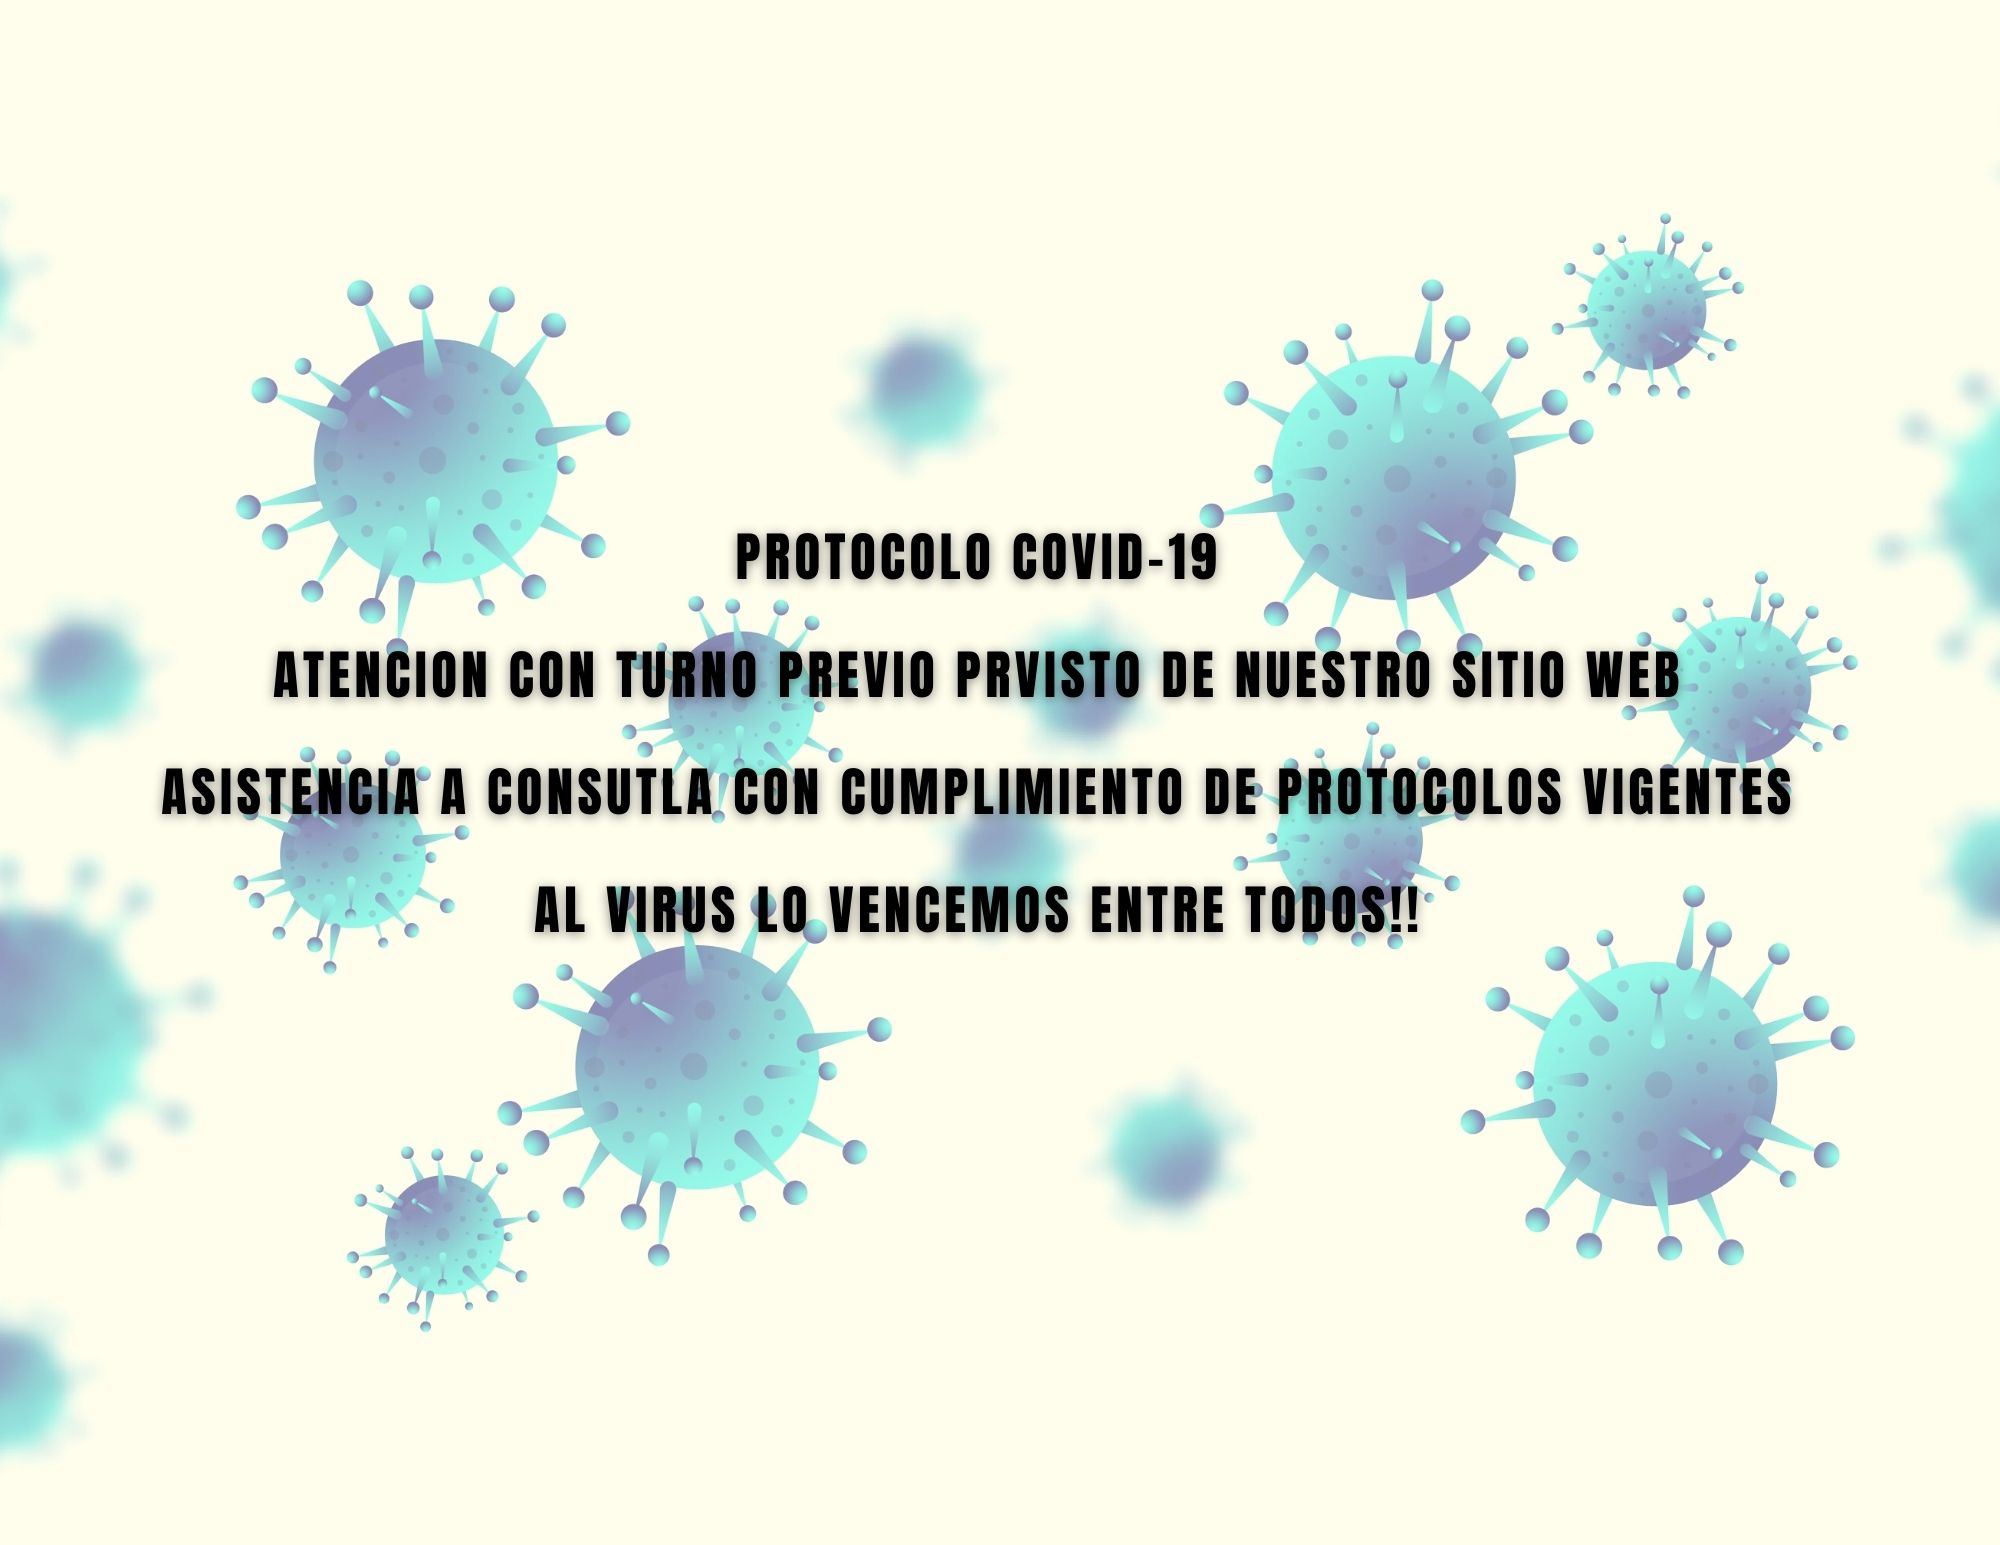 PROTOCOLO COVID-19
ATENCION CON TURNO PREVIO PRVISTO DE NUESTRO SITIO WEB
ASISTENCIA A CONSUTLA CON CUMPLIMIENTO DE PROTOCOLOS VIGENTES
AL VIRUS LO VENCEMOS ENTRE TODOS!!